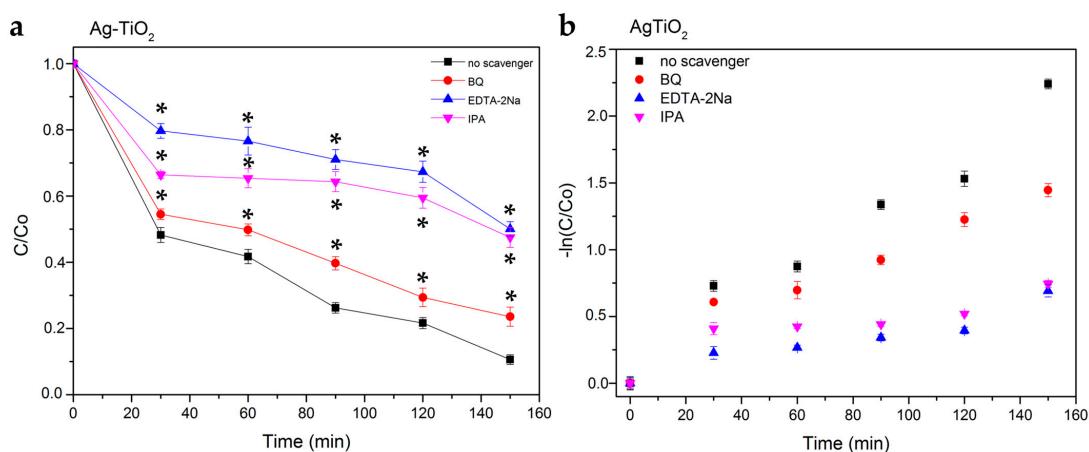 a
Ag-TiO2
no scavenger
BQ
EDTA-2Na
IPA
* * * * *
* * * * *
* * * * *
C/Co
1.0
0.8
0.6
0.4
0.2
0.0
0 20 40 60 80 100 120 140 160
Time (min)
b
AgTiO2
no scavenger
BQ
EDTA-2Na
IPA
-ln(C/Co)
2.5
2.0
1.5
1.0
0.5
0.0
0 20 40 60 80 100 120 140 160
Time (min)